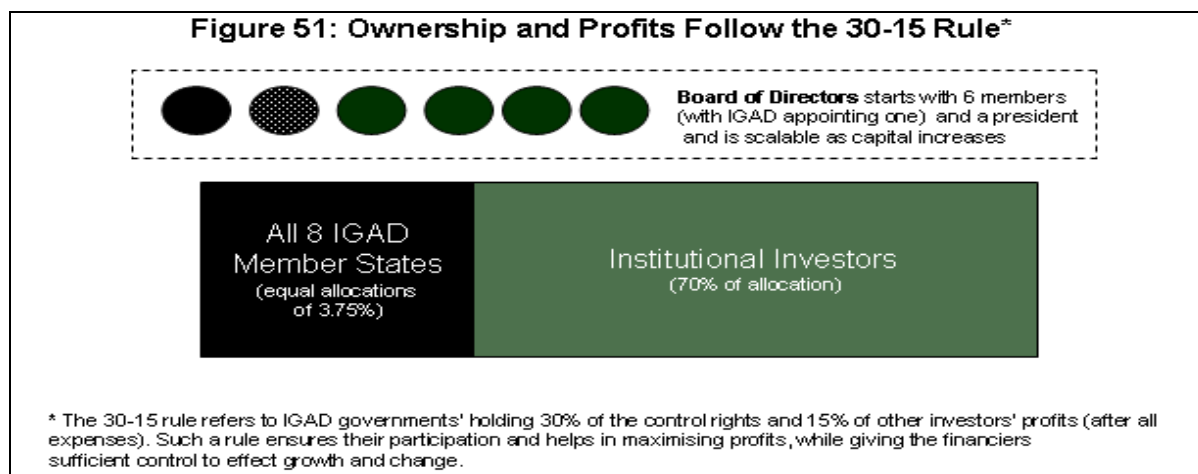 Figure 51: Ownership and Profits Follow the 30-15 Rule*
Board of Directors starts with 6 members
(with IGAD appointing one) and a president
and is scalable as capital increases
All 8 IGAD
Member States
(equal allocations
of 3.75%)
Institutional Investors
(70% of allocation)
* The 30-15 rule refers to IGAD governments' holding 30% of the control rights and 15% of other investors' profits (after all
expenses). Such a rule ensures their participation and helps in maximising profits, while giving the financiers
sufficient control to effect growth and change.